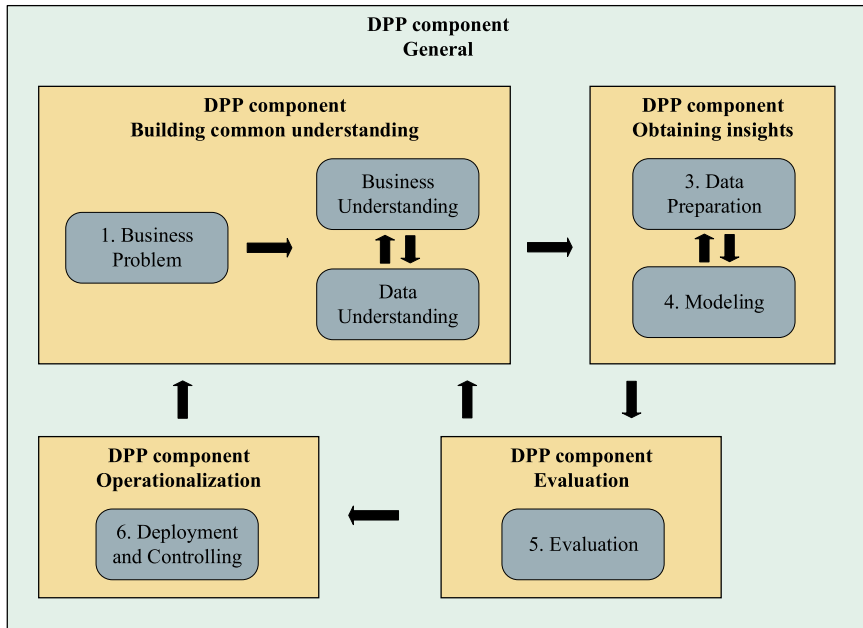 DPP component
General
DPP component
Building common understanding
1. Business
Problem
Business
Understanding
Data
Understanding
DPP component
Obtaining insights
3. Data
Preparation
4. Modeling
DPP component
Operationalization
6. Deployment
and Controlling
DPP component
Evaluation
5. Evaluation